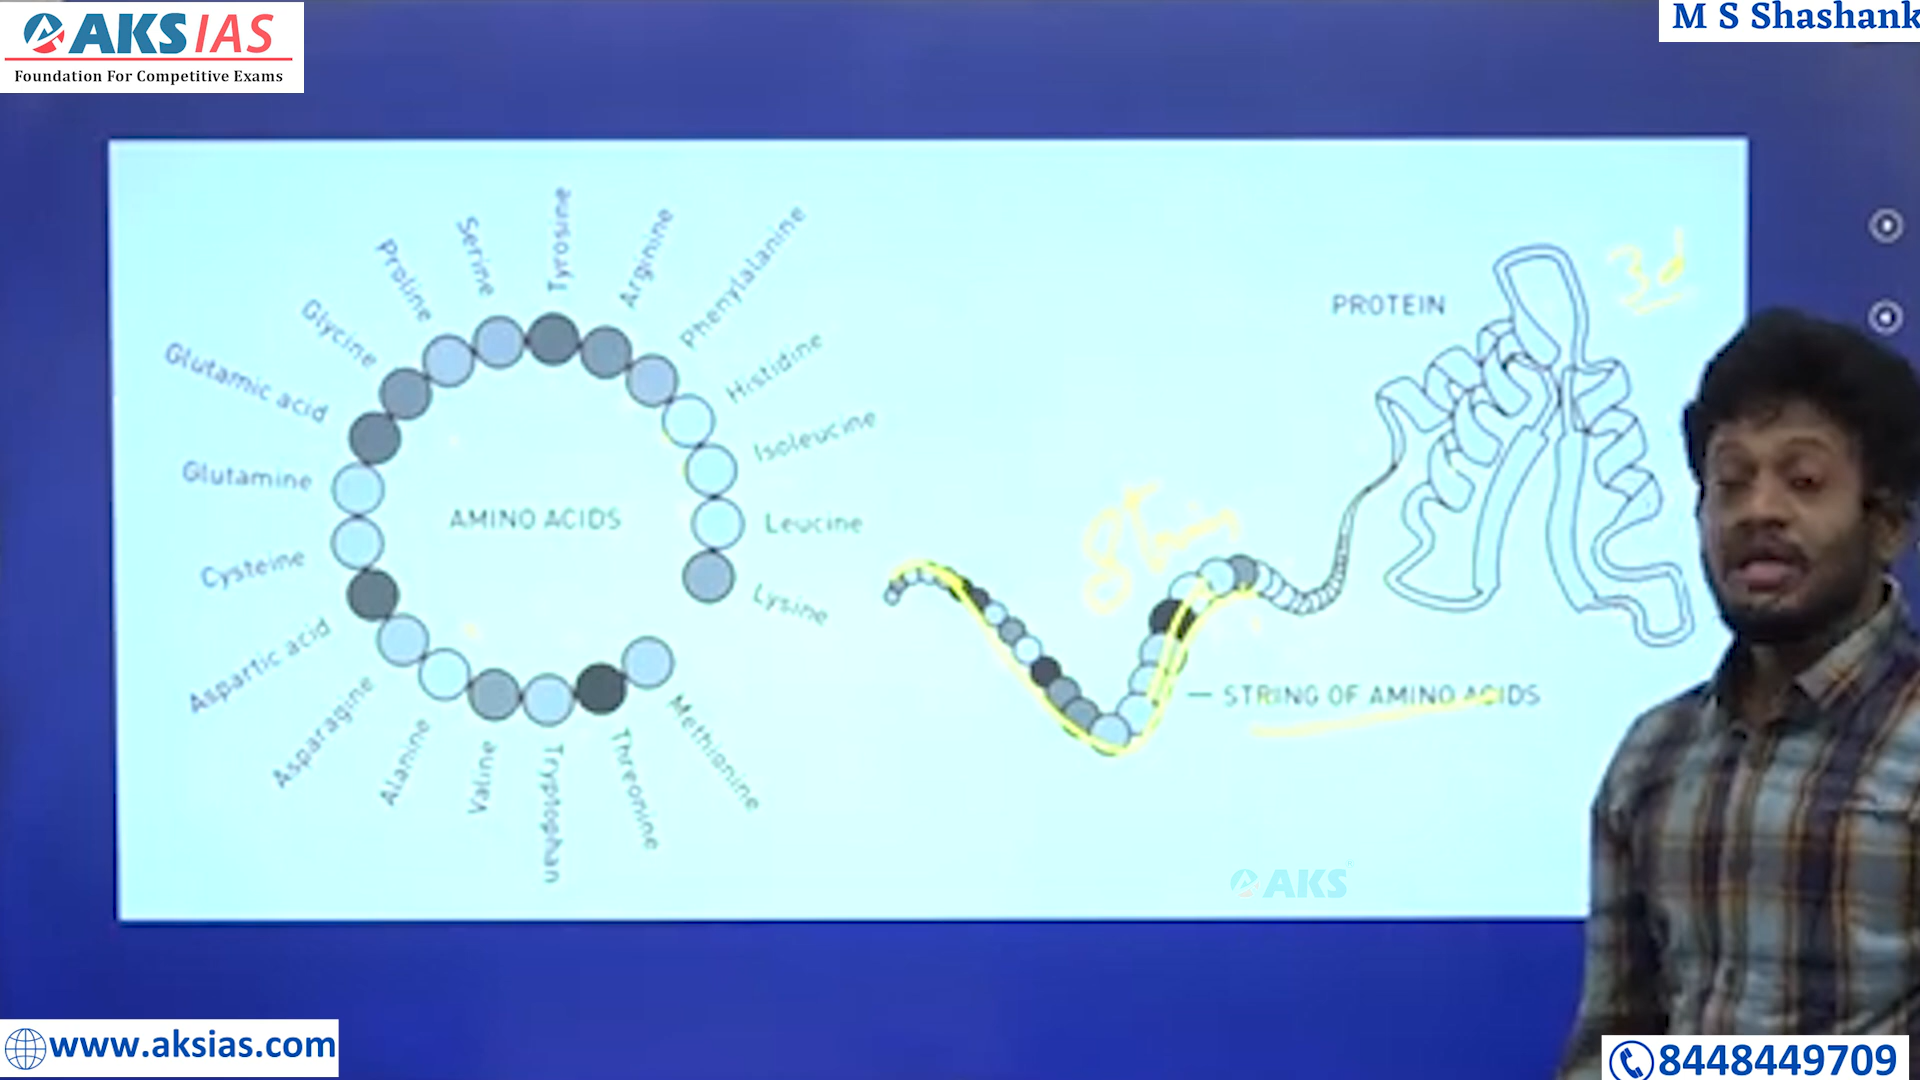 AKS IAS
Foundation For Competitive Exams
M S Shashank
Proline
Serine
Tyrosine
Arginine
Phenylalanine
Glycine
Histidine
Glutamic acid
Isoleucine
Glutamine
AMINO ACIDS
Leucine
Cysteine
Lysine
Aspartic acid
Asparagine
Alanine
Valine
Tryptophan
Threonine
Methionine
PROTEIN
3d
String
STRING OF AMINO ACIDS
AKS
www.aksias.com
8448449709